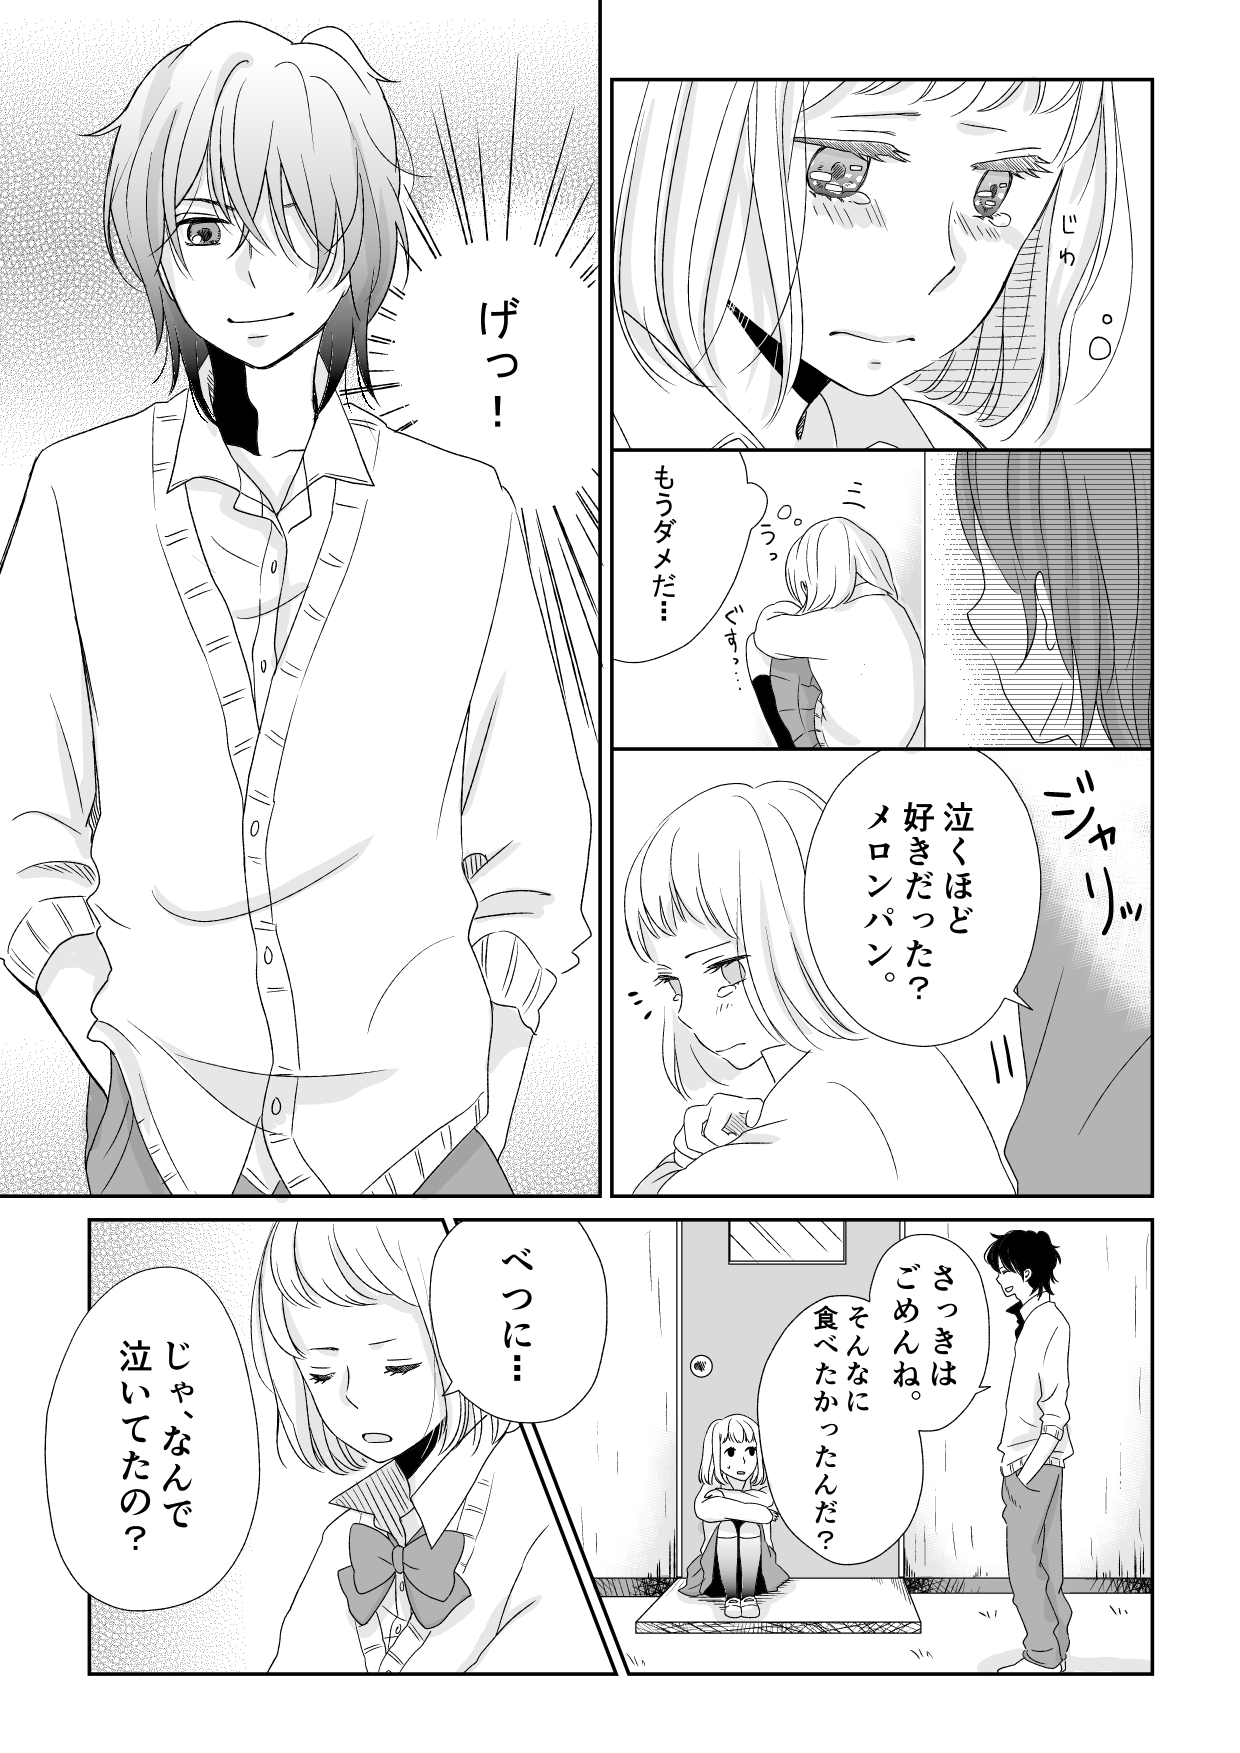 じわ
もうダメだ…
うっ
ぐすっ…
ジャリッ
泣くほど
好きだった？
メロンパン。
げっ！
さっきは
ごめんね。
そんなに
食べたかったんだ？
べつに…
じゃ、なんで
泣いてたの？